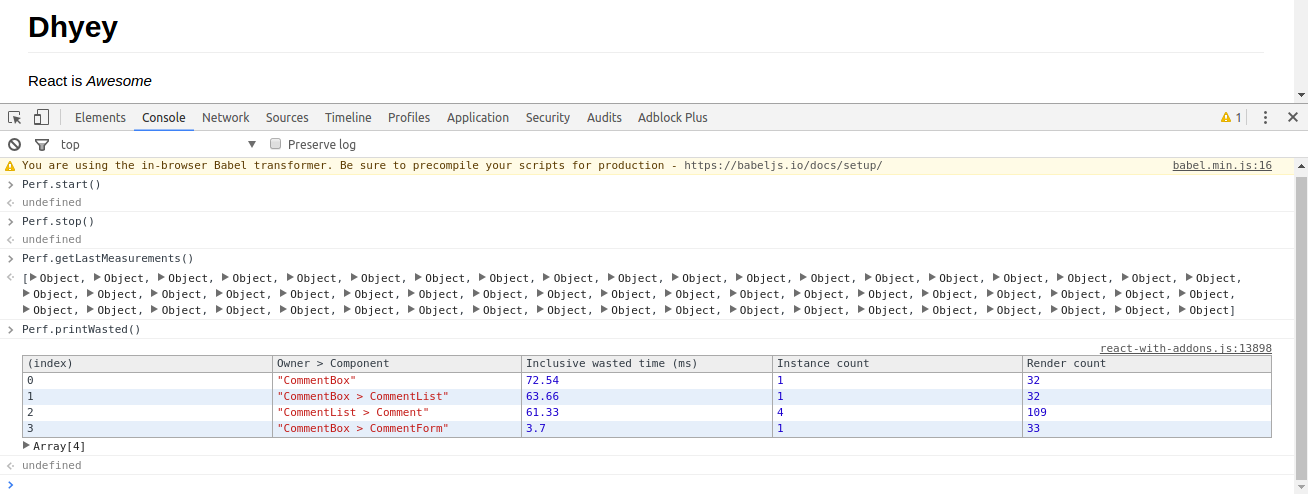 Dhyey
React is Awesome
Elements Console Network Sources Timeline Profiles Application Security Audits Adblock Plus 1
top Preserve log
You are using the in-browser Babel transformer. Be sure to precompile your scripts for production - https://babeljs.io/docs/setup/ babel.min.js:16
Perf.start()
undefined
Perf.stop()
undefined
Perf.getLastMeasurements()
[Object, Object, Object, Object, Object, Object, Object, Object, Object, Object, Object, Object, Object, Object, Object, Object, Object, Object, Object,
Object, Object, Object, Object, Object, Object, Object, Object, Object, Object, Object, Object, Object, Object, Object, Object, Object, Object, Object,
Object, Object, Object, Object, Object, Object, Object, Object, Object, Object, Object, Object, Object, Object, Object, Object, Object, Object, Object]
Perf.printWasted()
react-with-addons.js:13898
(index) Owner > Component Inclusive wasted time (ms) Instance count Render count
0 "CommentBox" 72.54 1 32
1 "CommentBox > CommentList" 63.66 1 32
2 "CommentList > Comment" 61.33 4 109
3 "CommentBox > CommentForm" 3.7 1 33
Array[4]
undefined